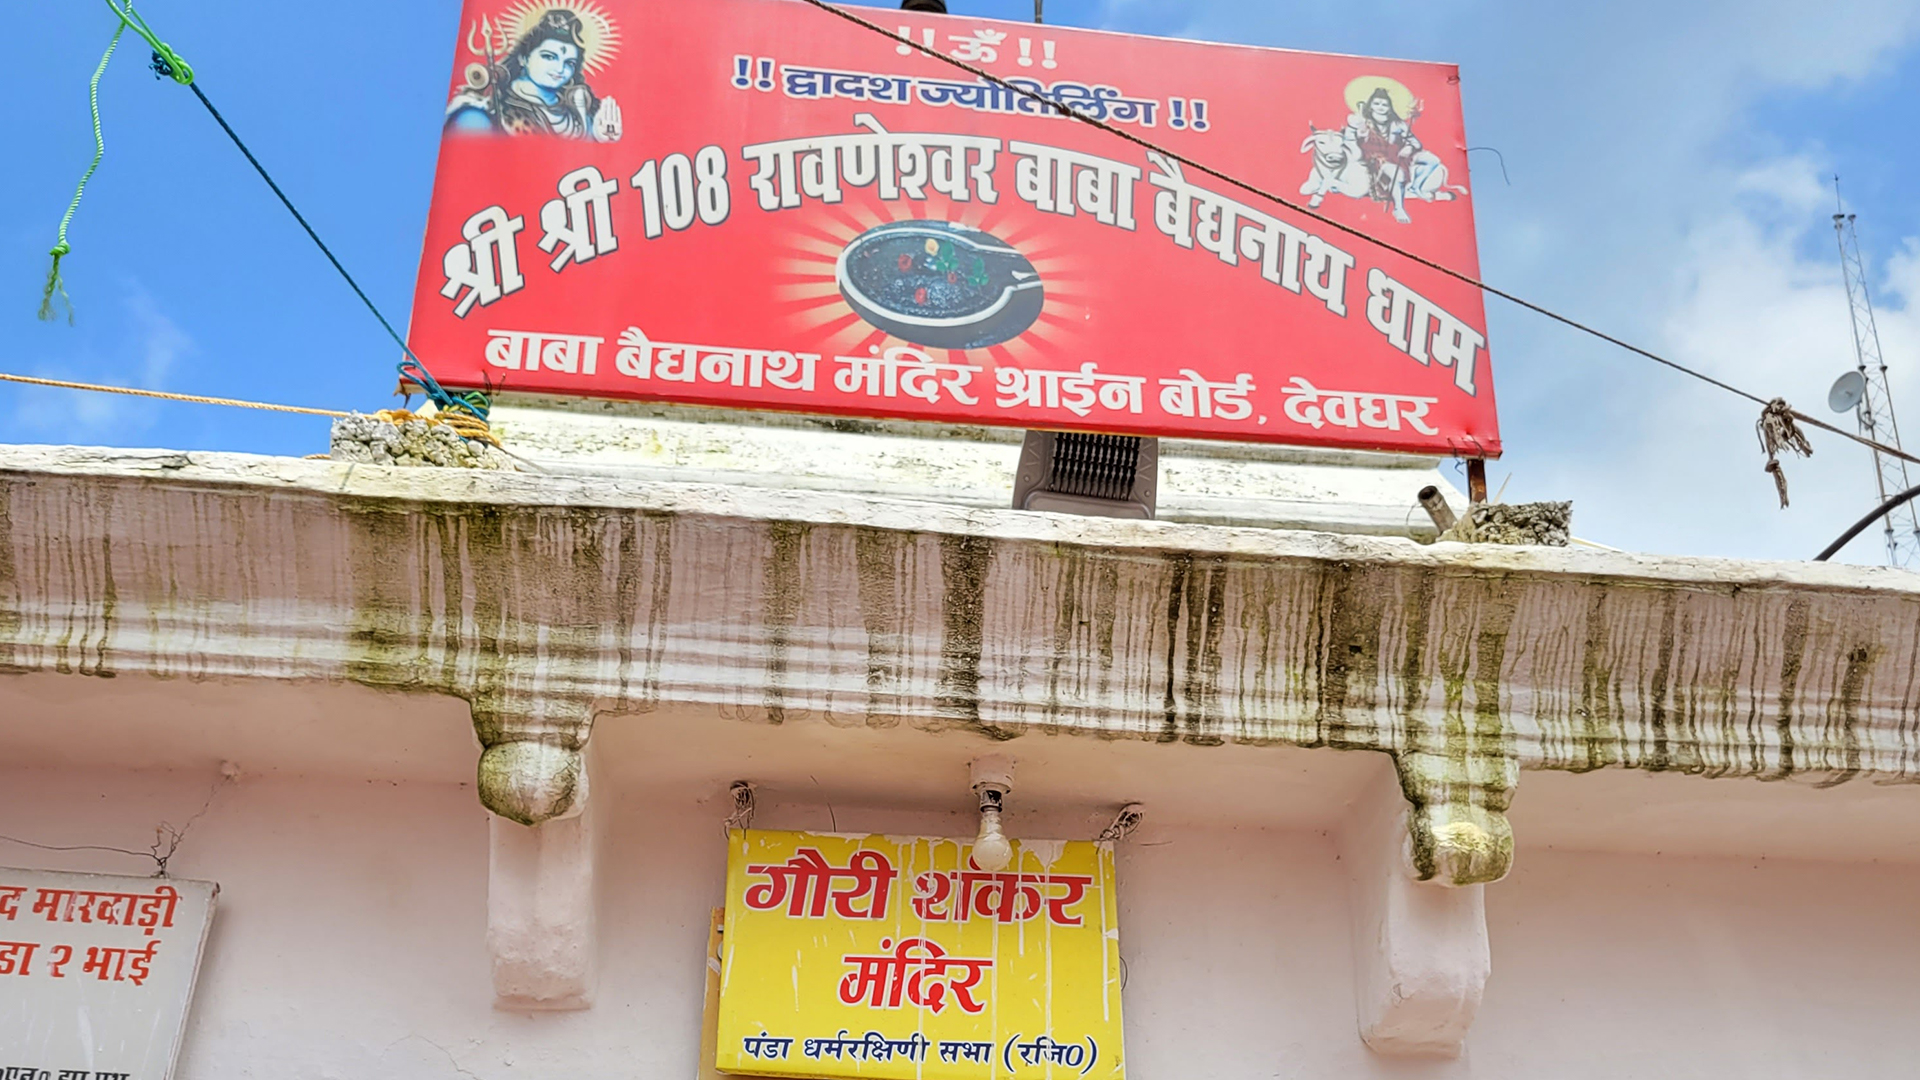 !! ॐ !!
!! द्वादश ज्योतिर्लिंग !!
श्री श्री 108 रावणेश्वर बाबा बैद्यनाथ धाम
बाबा बैद्यनाथ मंदिर श्राईन बोर्ड, देवघर
गौरी शंकर
मंदिर
पंडा धर्मरक्षिणी सभा (रजि0)
मारवाड़ी
२ भाई